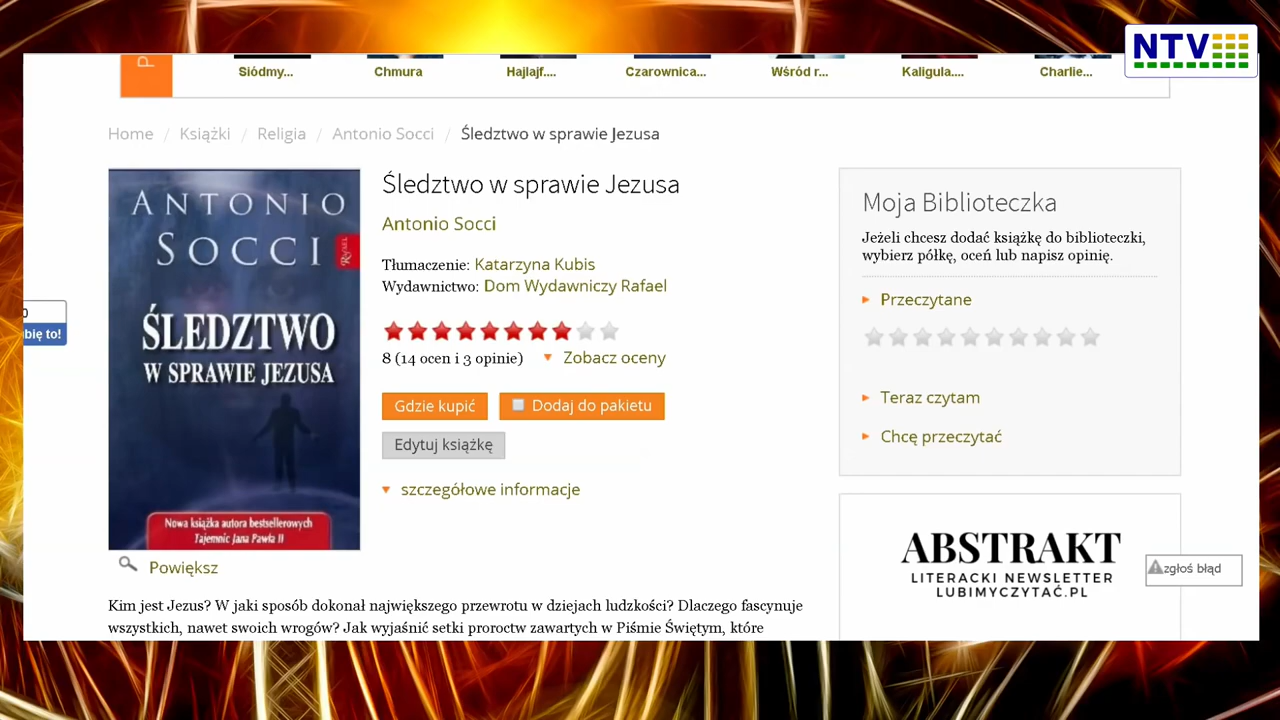 NTV
P
Siódmy...
Chmura
Hajlajf....
Czarownica...
Wśród r...
Kaligula....
Charlie...
Home / Książki / Religia / Antonio Socci / Śledztwo w sprawie Jezusa
ANTONIO
SOCCI
Rafael
ŚLEDZTWO
W SPRAWIE JEZUSA
Nowa książka autora bestsellerowych
Tajemnic Jana Pawła II
Powiększ
Śledztwo w sprawie Jezusa
Antonio Socci
Tłumaczenie: Katarzyna Kubis
Wydawnictwo: Dom Wydawniczy Rafael
8 (14 ocen i 3 opinie) Zobacz oceny
Gdzie kupić
Dodaj do pakietu
Edytuj książkę
szczegółowe informacje
Moja Biblioteczka
Jeżeli chcesz dodać książkę do biblioteczki,
wybierz półkę, oceń lub napisz opinię.
Przeczytane
Teraz czytam
Chcę przeczytać
0
bię to!
ABSTRAKT
LITERACKI NEWSLETTER
LUBIMYCZYTAĆ.PL
zgłoś błąd
Kim jest Jezus? W jaki sposób dokonał największego przewrotu w dziejach ludzkości? Dlaczego fascynuje
wszystkich, nawet swoich wrogów? Jak wyjaśnić setki proroctw zawartych w Piśmie Świętym, które